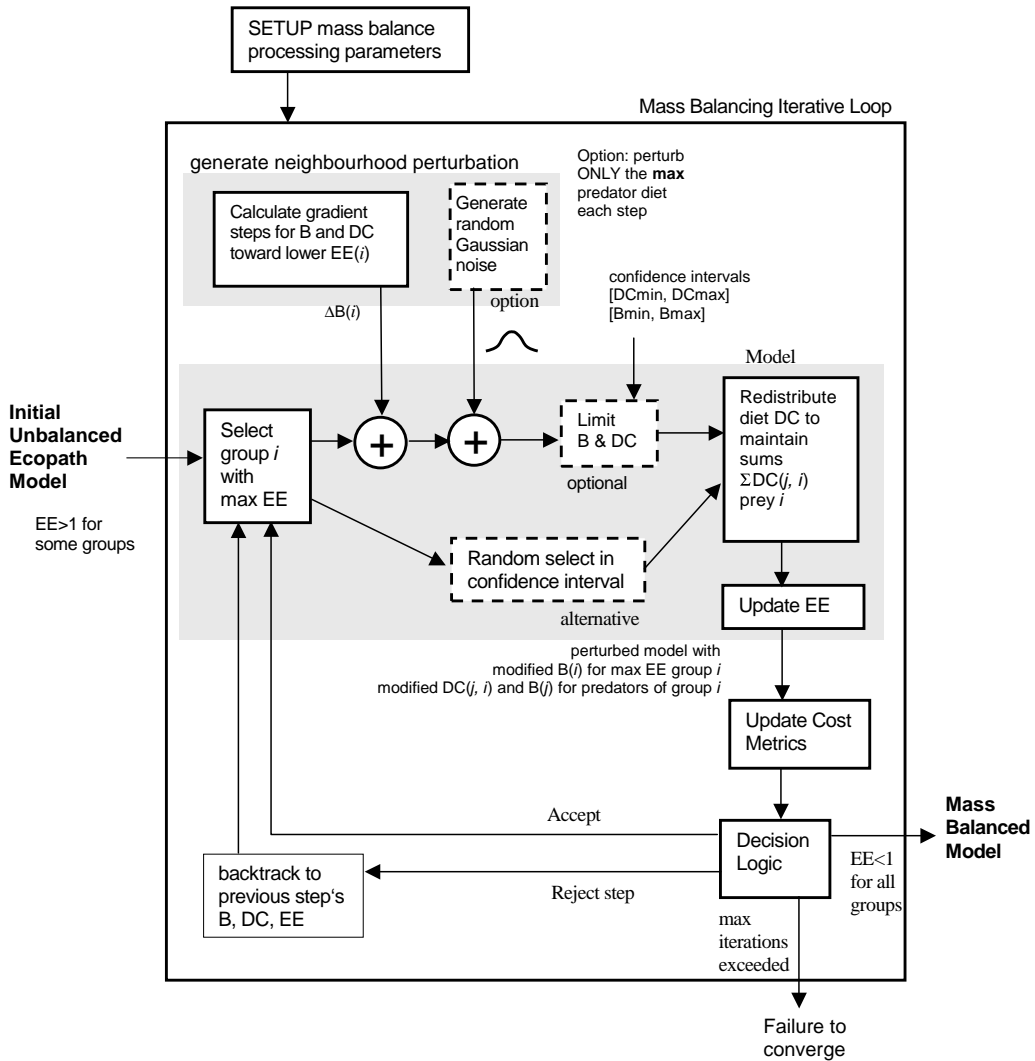 SETUP mass balance
processing parameters
Mass Balancing Iterative Loop
generate neighbourhood perturbation
Option: perturb
ONLY the max
predator diet
each step
Calculate gradient
steps for B and DC
toward lower EE(i)
Generate
random
Gaussian
noise
option
confidence intervals
[DCmin, DCmax]
[Bmin, Bmax]
ΔB(i)
Model
Initial
Unbalanced
Ecopath
Model
EE>1 for
some groups
Select
group i
with
max EE
+
+
Limit
B & DC
optional
Redistribute
diet DC to
maintain
sums
ΣDC(j, i)
prey i
Random select in
confidence interval
alternative
Update EE
perturbed model with
modified B(i) for max EE group i
modified DC(j, i) and B(j) for predators of group i
Update Cost
Metrics
Accept
Decision
Logic
Mass
Balanced
Model
EE<1
for all
groups
backtrack to
previous step‘s
B, DC, EE
Reject step
max
iterations
exceeded
Failure to
converge